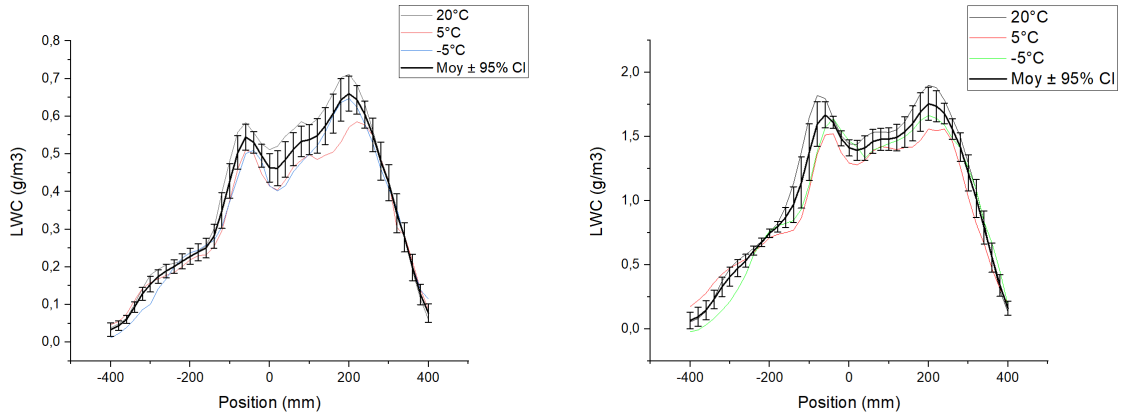 20°C
5°C
-5°C
Moy ± 95% CI
0,8
0,7
0,6
0,5
0,4
0,3
0,2
0,1
0,0
LWC (g/m3)
-400
-200
0
200
400
Position (mm)
20°C
5°C
-5°C
Moy ± 95% CI
2,0
1,5
1,0
0,5
0,0
LWC (g/m3)
-400
-200
0
200
400
Position (mm)